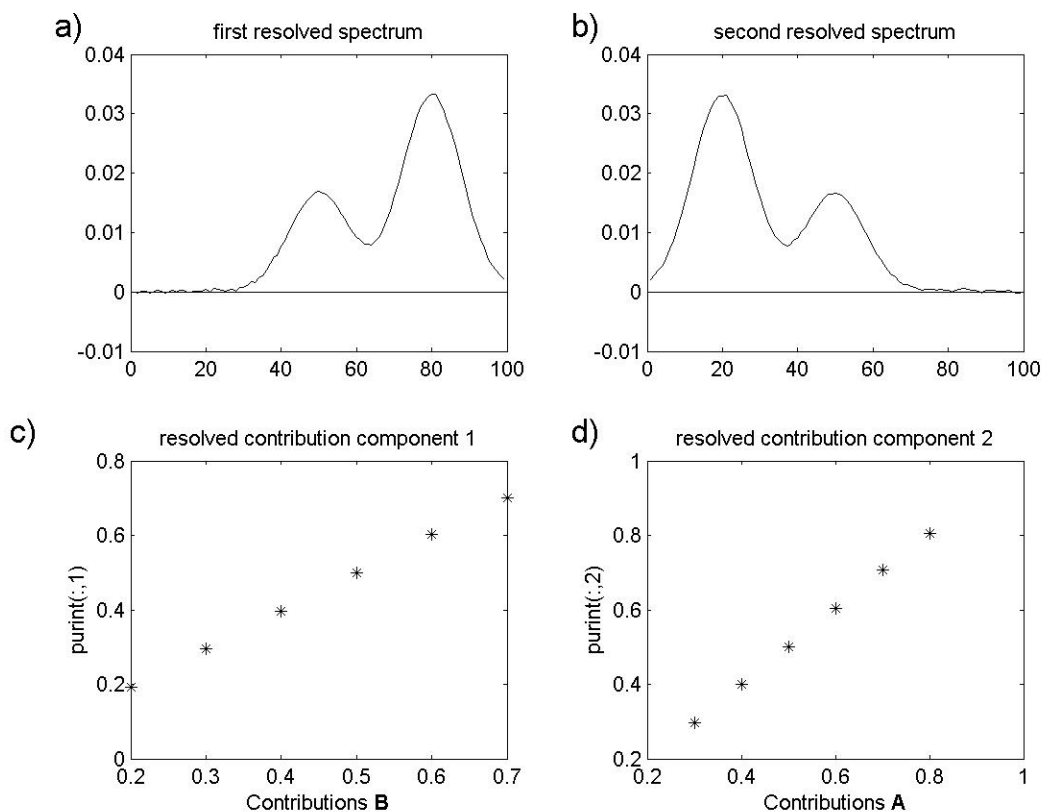 a)
first resolved spectrum
0.04
0.03
0.02
0.01
0
-0.01
0 20 40 60 80 100
b)
second resolved spectrum
0.04
0.03
0.02
0.01
0
-0.01
0 20 40 60 80 100
c)
resolved contribution component 1
0.8
0.6
0.4
0.2
0
purint(:,1)
0.2 0.3 0.4 0.5 0.6 0.7
Contributions B
d)
resolved contribution component 2
1
0.8
0.6
0.4
0.2
purint(:,2)
0.2 0.4 0.6 0.8 1
Contributions A